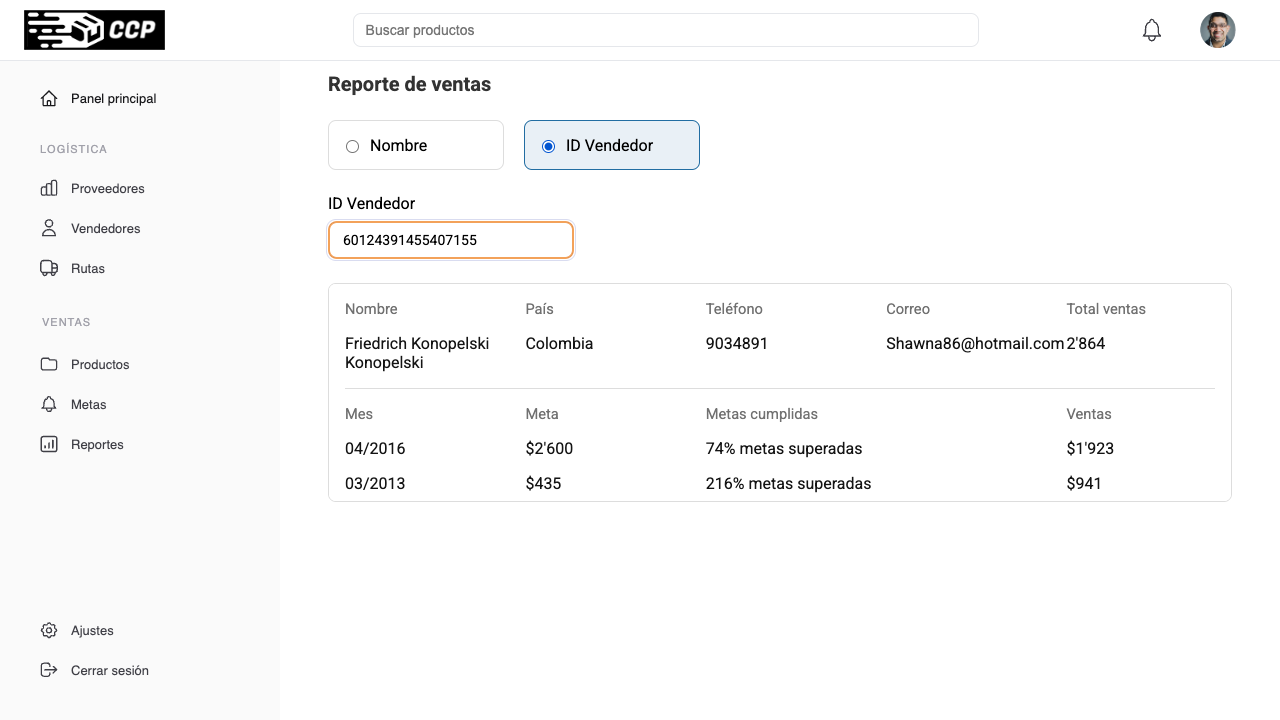 CCP
Buscar productos
Panel principal
LOGÍSTICA
Proveedores
Vendedores
Rutas
VENTAS
Productos
Metas
Reportes
Ajustes
Cerrar sesión
Reporte de ventas
Nombre
ID Vendedor
ID Vendedor
60124391455407155
Nombre País Teléfono Correo Total ventas
Friedrich Konopelski Colombia 9034891 Shawna86@hotmail.com 2'864
Konopelski
Mes Meta Metas cumplidas Ventas
04/2016 $2'600 74% metas superadas $1'923
03/2013 $435 216% metas superadas $941